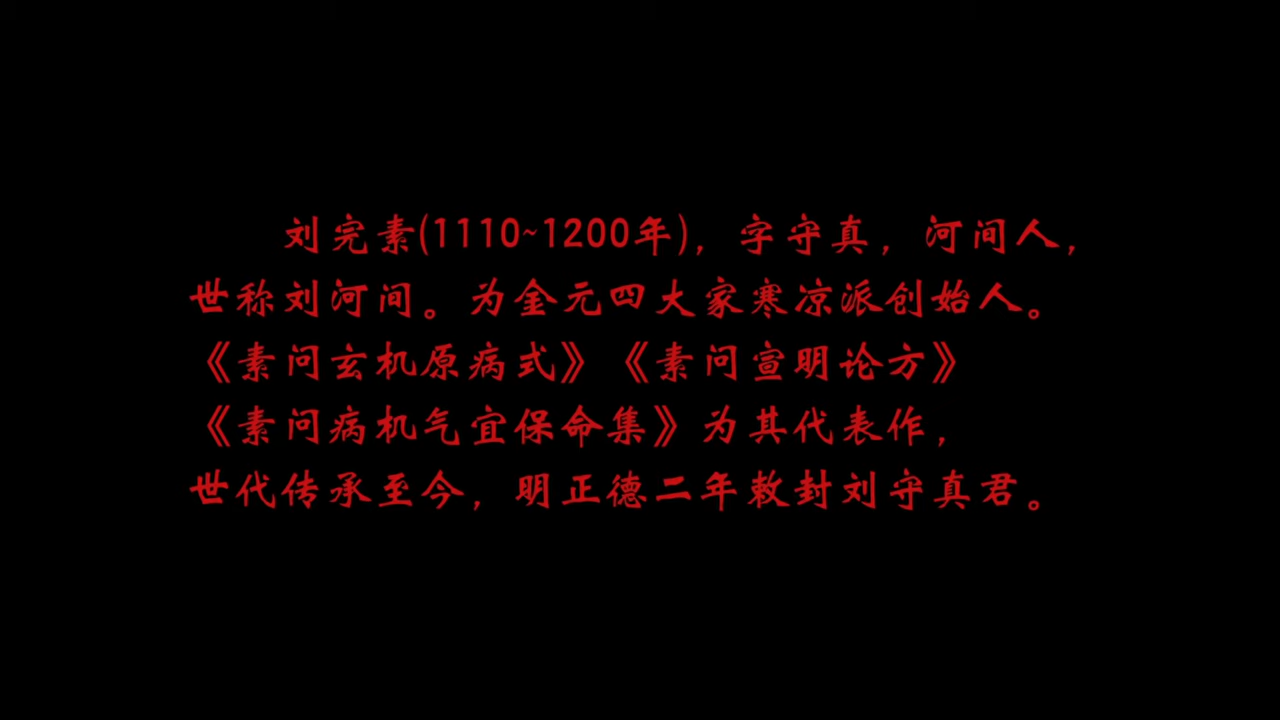 刘完素(1110~1200年)，字守真，河间人，
世称刘河间。为金元四大家寒凉派创始人。
《素问玄机原病式》《素问宣明论方》
《素问病机气宜保命集》为其代表作，
世代传承至今，明正德二年敕封刘守真君。